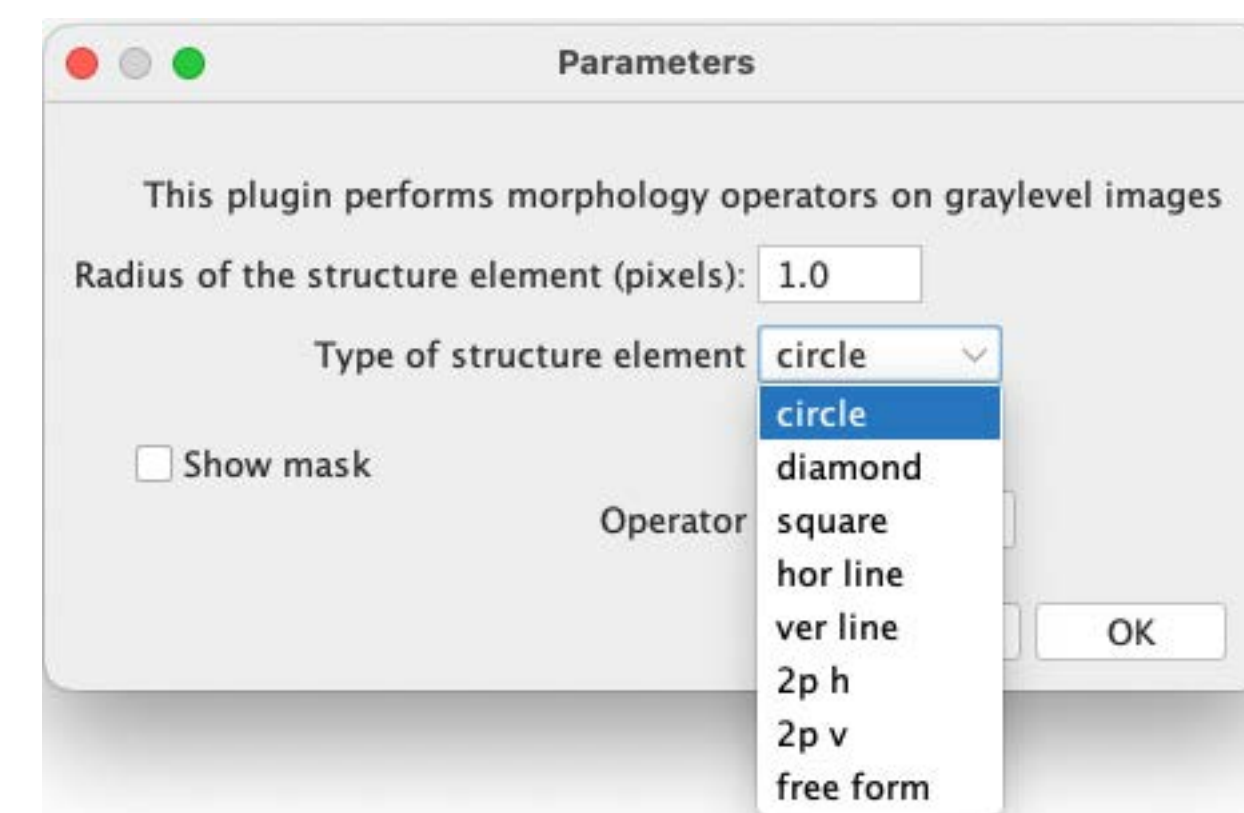 Parameters
This plugin performs morphology operators on graylevel images
Radius of the structure element (pixels): 1.0
Type of structure element circle
circle
diamond
Show mask
square
Operator
hor line
ver line
OK
2p h
2p v
free form